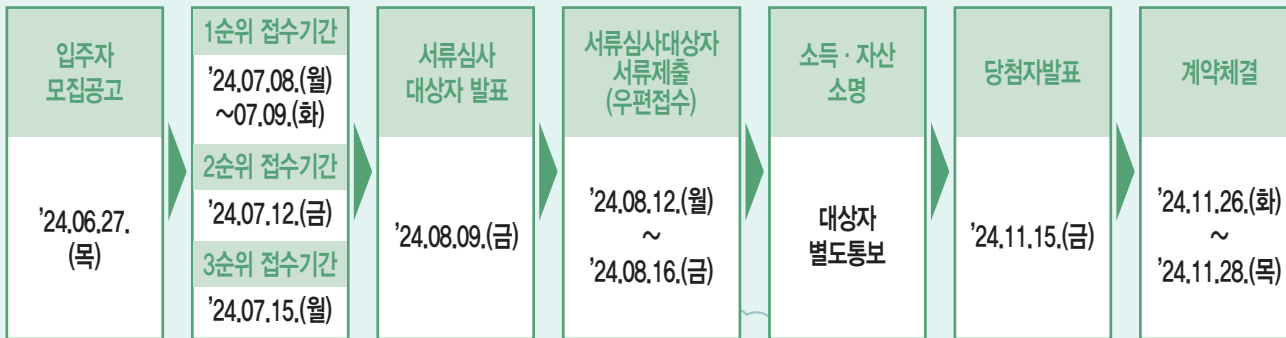 입주자
모집공고
'24.06.27.
(목)
1순위 접수기간
'24.07.08.(월)
~07.09.(화)
2순위 접수기간
'24.07.12.(금)
3순위 접수기간
'24.07.15.(월)
서류심사
대상자 발표
'24.08.09.(금)
서류심사대상자
서류제출
(우편접수)
'24.08.12.(월)
~
'24.08.16.(금)
소득 · 자산
소명
대상자
별도통보
당첨자발표
'24.11.15.(금)
계약체결
'24.11.26.(화)
~
'24.11.28.(목)